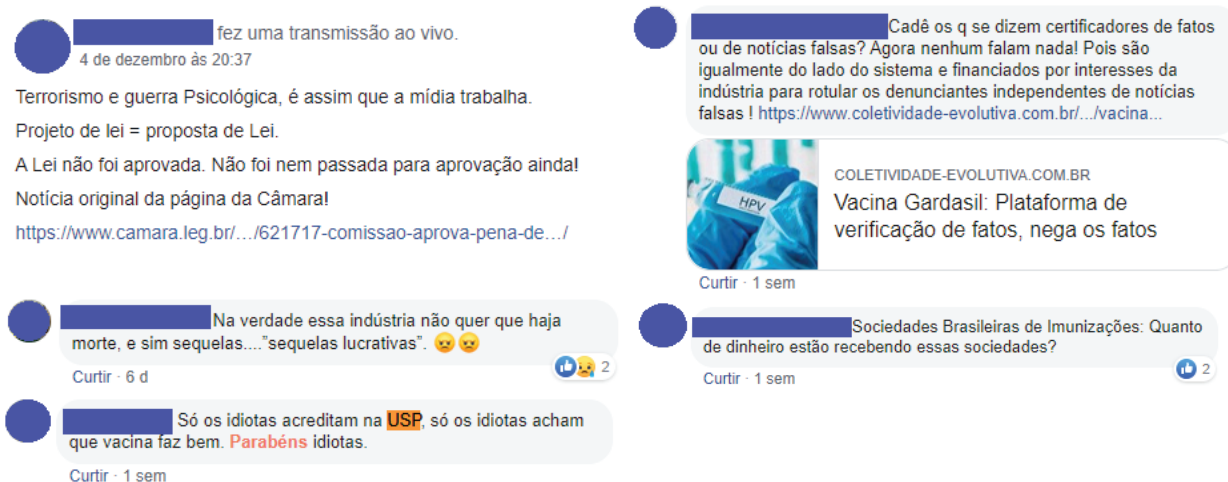 fez uma transmissão ao vivo.
4 de dezembro às 20:37
Terrorismo e guerra Psicológica, é assim que a mídia trabalha.
Projeto de lei = proposta de Lei.
A Lei não foi aprovada. Não foi nem passada para aprovação ainda!
Notícia original da página da Câmara!
https://www.camara.leg.br/.../621717-comissao-aprova-pena-de.../
Na verdade essa indústria não quer que haja
morte, e sim sequelas...."sequelas lucrativas". 😠😠
2
Curtir · 6 d
Só os idiotas acreditam na USP, só os idiotas acham
que vacina faz bem. Parabéns idiotas.
Curtir · 1 sem
Cadê os q se dizem certificadores de fatos
ou de notícias falsas? Agora nenhum falam nada! Pois são
igualmente do lado do sistema e financiados por interesses da
indústria para rotular os denunciantes independentes de notícias
falsas ! https://www.coletividade-evolutiva.com.br/.../vacina...
HPV
COLETIVIDADE-EVOLUTIVA.COM.BR
Vacina Gardasil: Plataforma de
verificação de fatos, nega os fatos
Curtir · 1 sem
Sociedades Brasileiras de Imunizações: Quanto
de dinheiro estão recebendo essas sociedades?
2
Curtir · 1 sem